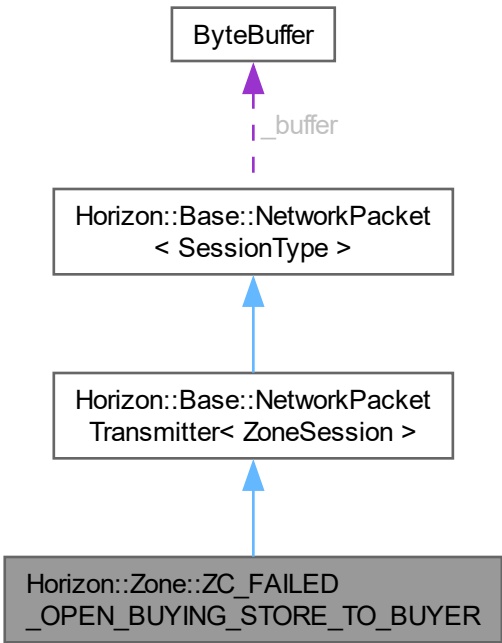 ByteBuffer
_buffer
Horizon::Base::NetworkPacket
< SessionType >
Horizon::Base::NetworkPacket
Transmitter< ZoneSession >
Horizon::Zone::ZC_FAILED
_OPEN_BUYING_STORE_TO_BUYER